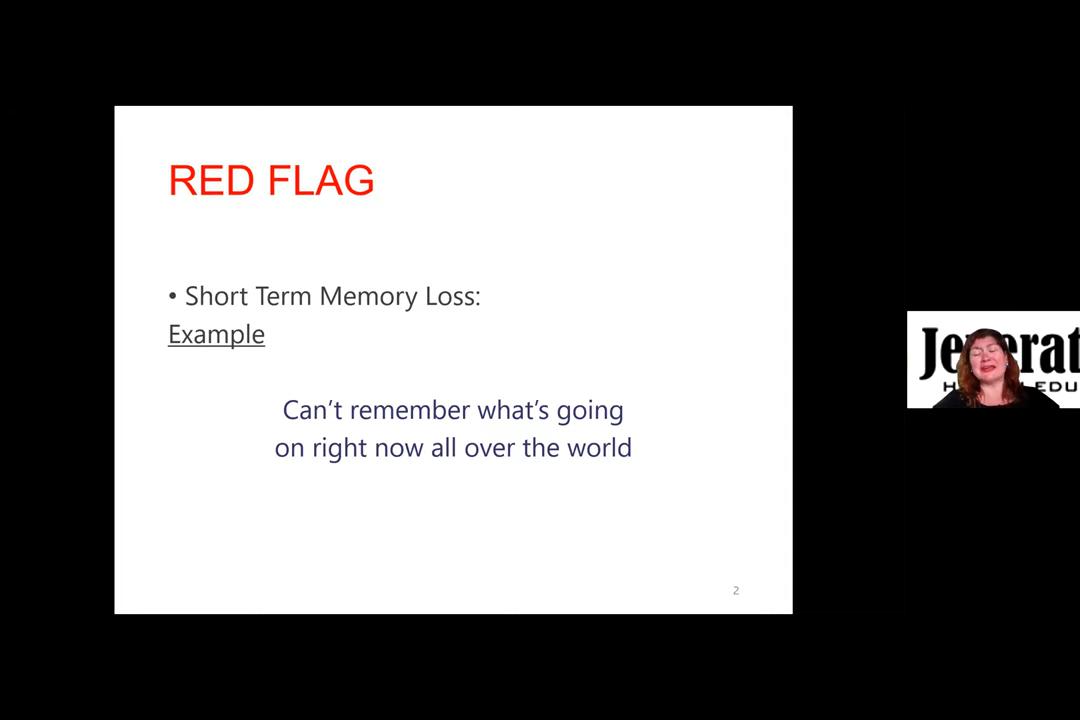 RED FLAG
• Short Term Memory Loss:
Example
Can't remember what's going
on right now all over the world
2